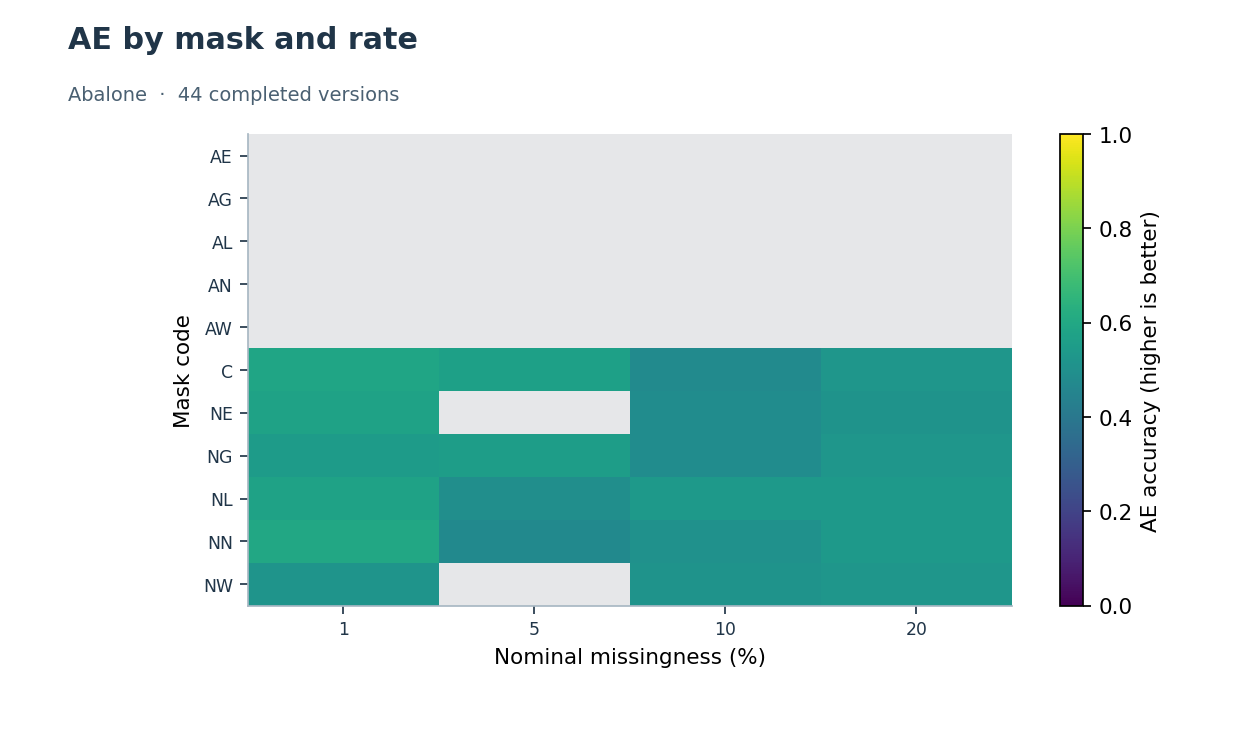 AE by mask and rate
Abalone · 44 completed versions
AE
AG
AL
AN
AW
C
NE
NG
NL
NN
NW
Mask code
1 5 10 20
Nominal missingness (%)
1.0
0.8
0.6
0.4
0.2
0.0
AE accuracy (higher is better)